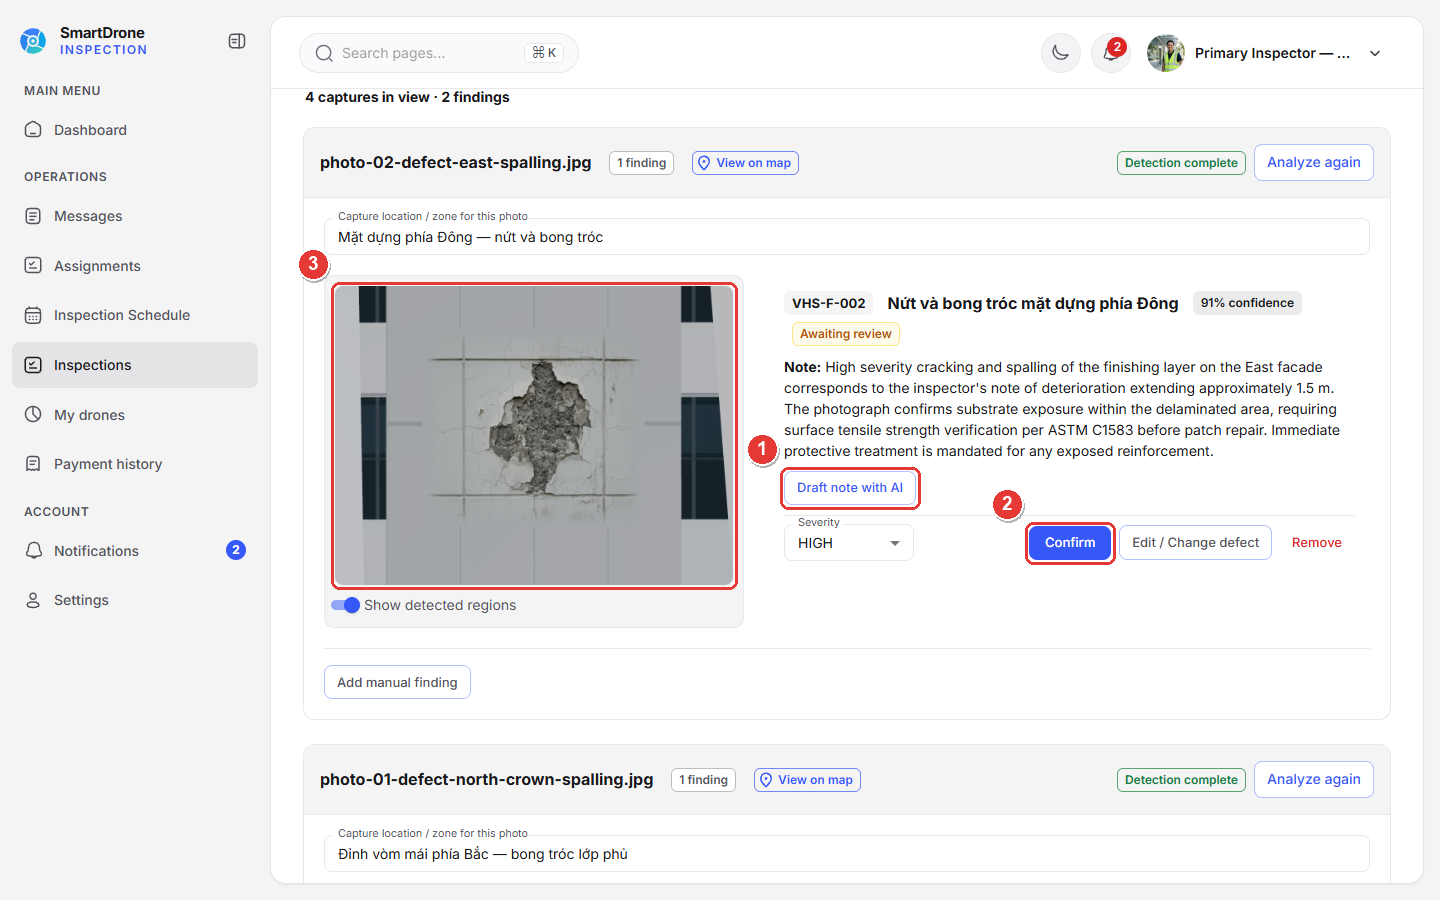 SmartDrone
INSPECTION
MAIN MENU
Dashboard
OPERATIONS
Messages
Assignments
Inspection Schedule
Inspections
My drones
Payment history
ACCOUNT
Notifications
2
Settings
Search pages...
⌘ K
2
Primary Inspector — ...
4 captures in view · 2 findings
photo-02-defect-east-spalling.jpg
1 finding
View on map
Detection complete
Analyze again
Capture location / zone for this photo
Mặt dựng phía Đông — nứt và bong tróc
3
Show detected regions
VHS-F-002
Nứt và bong tróc mặt dựng phía Đông
91% confidence
Awaiting review
Note: High severity cracking and spalling of the finishing layer on the East facade
corresponds to the inspector's note of deterioration extending approximately 1.5 m.
The photograph confirms substrate exposure within the delaminated area, requiring
surface tensile strength verification per ASTM C1583 before patch repair. Immediate
protective treatment is mandated for any exposed reinforcement.
1
Draft note with AI
2
Severity
HIGH
Confirm
Edit / Change defect
Remove
Add manual finding
photo-01-defect-north-crown-spalling.jpg
1 finding
View on map
Detection complete
Analyze again
Capture location / zone for this photo
Đỉnh vòm mái phía Bắc — bong tróc lớp phủ